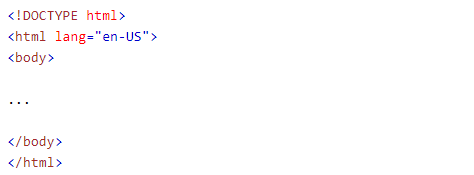 <!DOCTYPE html>
<html lang="en-US">
<body>
...
</body>
</html>